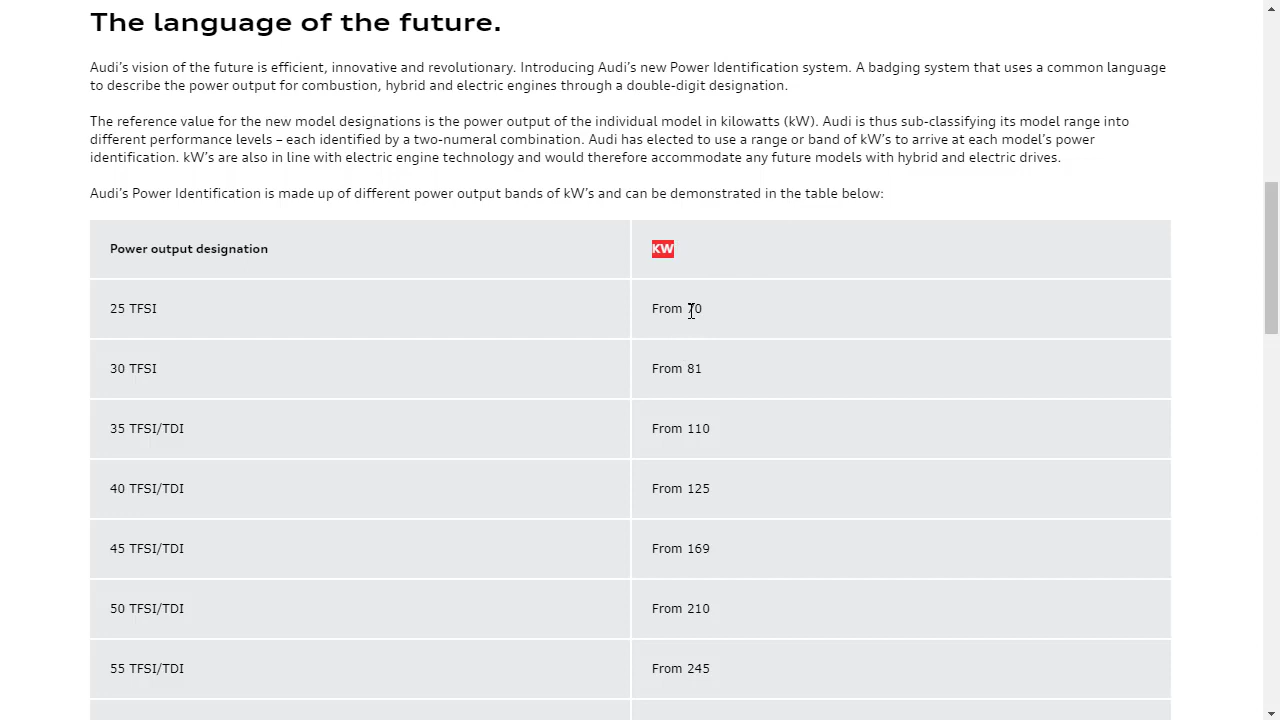 The language of the future.
Audi’s vision of the future is efficient, innovative and revolutionary. Introducing Audi’s new Power Identification system. A badging system that uses a common language
to describe the power output for combustion, hybrid and electric engines through a double-digit designation.
The reference value for the new model designations is the power output of the individual model in kilowatts (kW). Audi is thus sub-classifying its model range into
different performance levels – each identified by a two-numeral combination. Audi has elected to use a range or band of kW’s to arrive at each model’s power
identification. kW’s are also in line with electric engine technology and would therefore accommodate any future models with hybrid and electric drives.
Audi’s Power Identification is made up of different power output bands of kW’s and can be demonstrated in the table below:
Power output designation KW
25 TFSI From 70
30 TFSI From 81
35 TFSI/TDI From 110
40 TFSI/TDI From 125
45 TFSI/TDI From 169
50 TFSI/TDI From 210
55 TFSI/TDI From 245